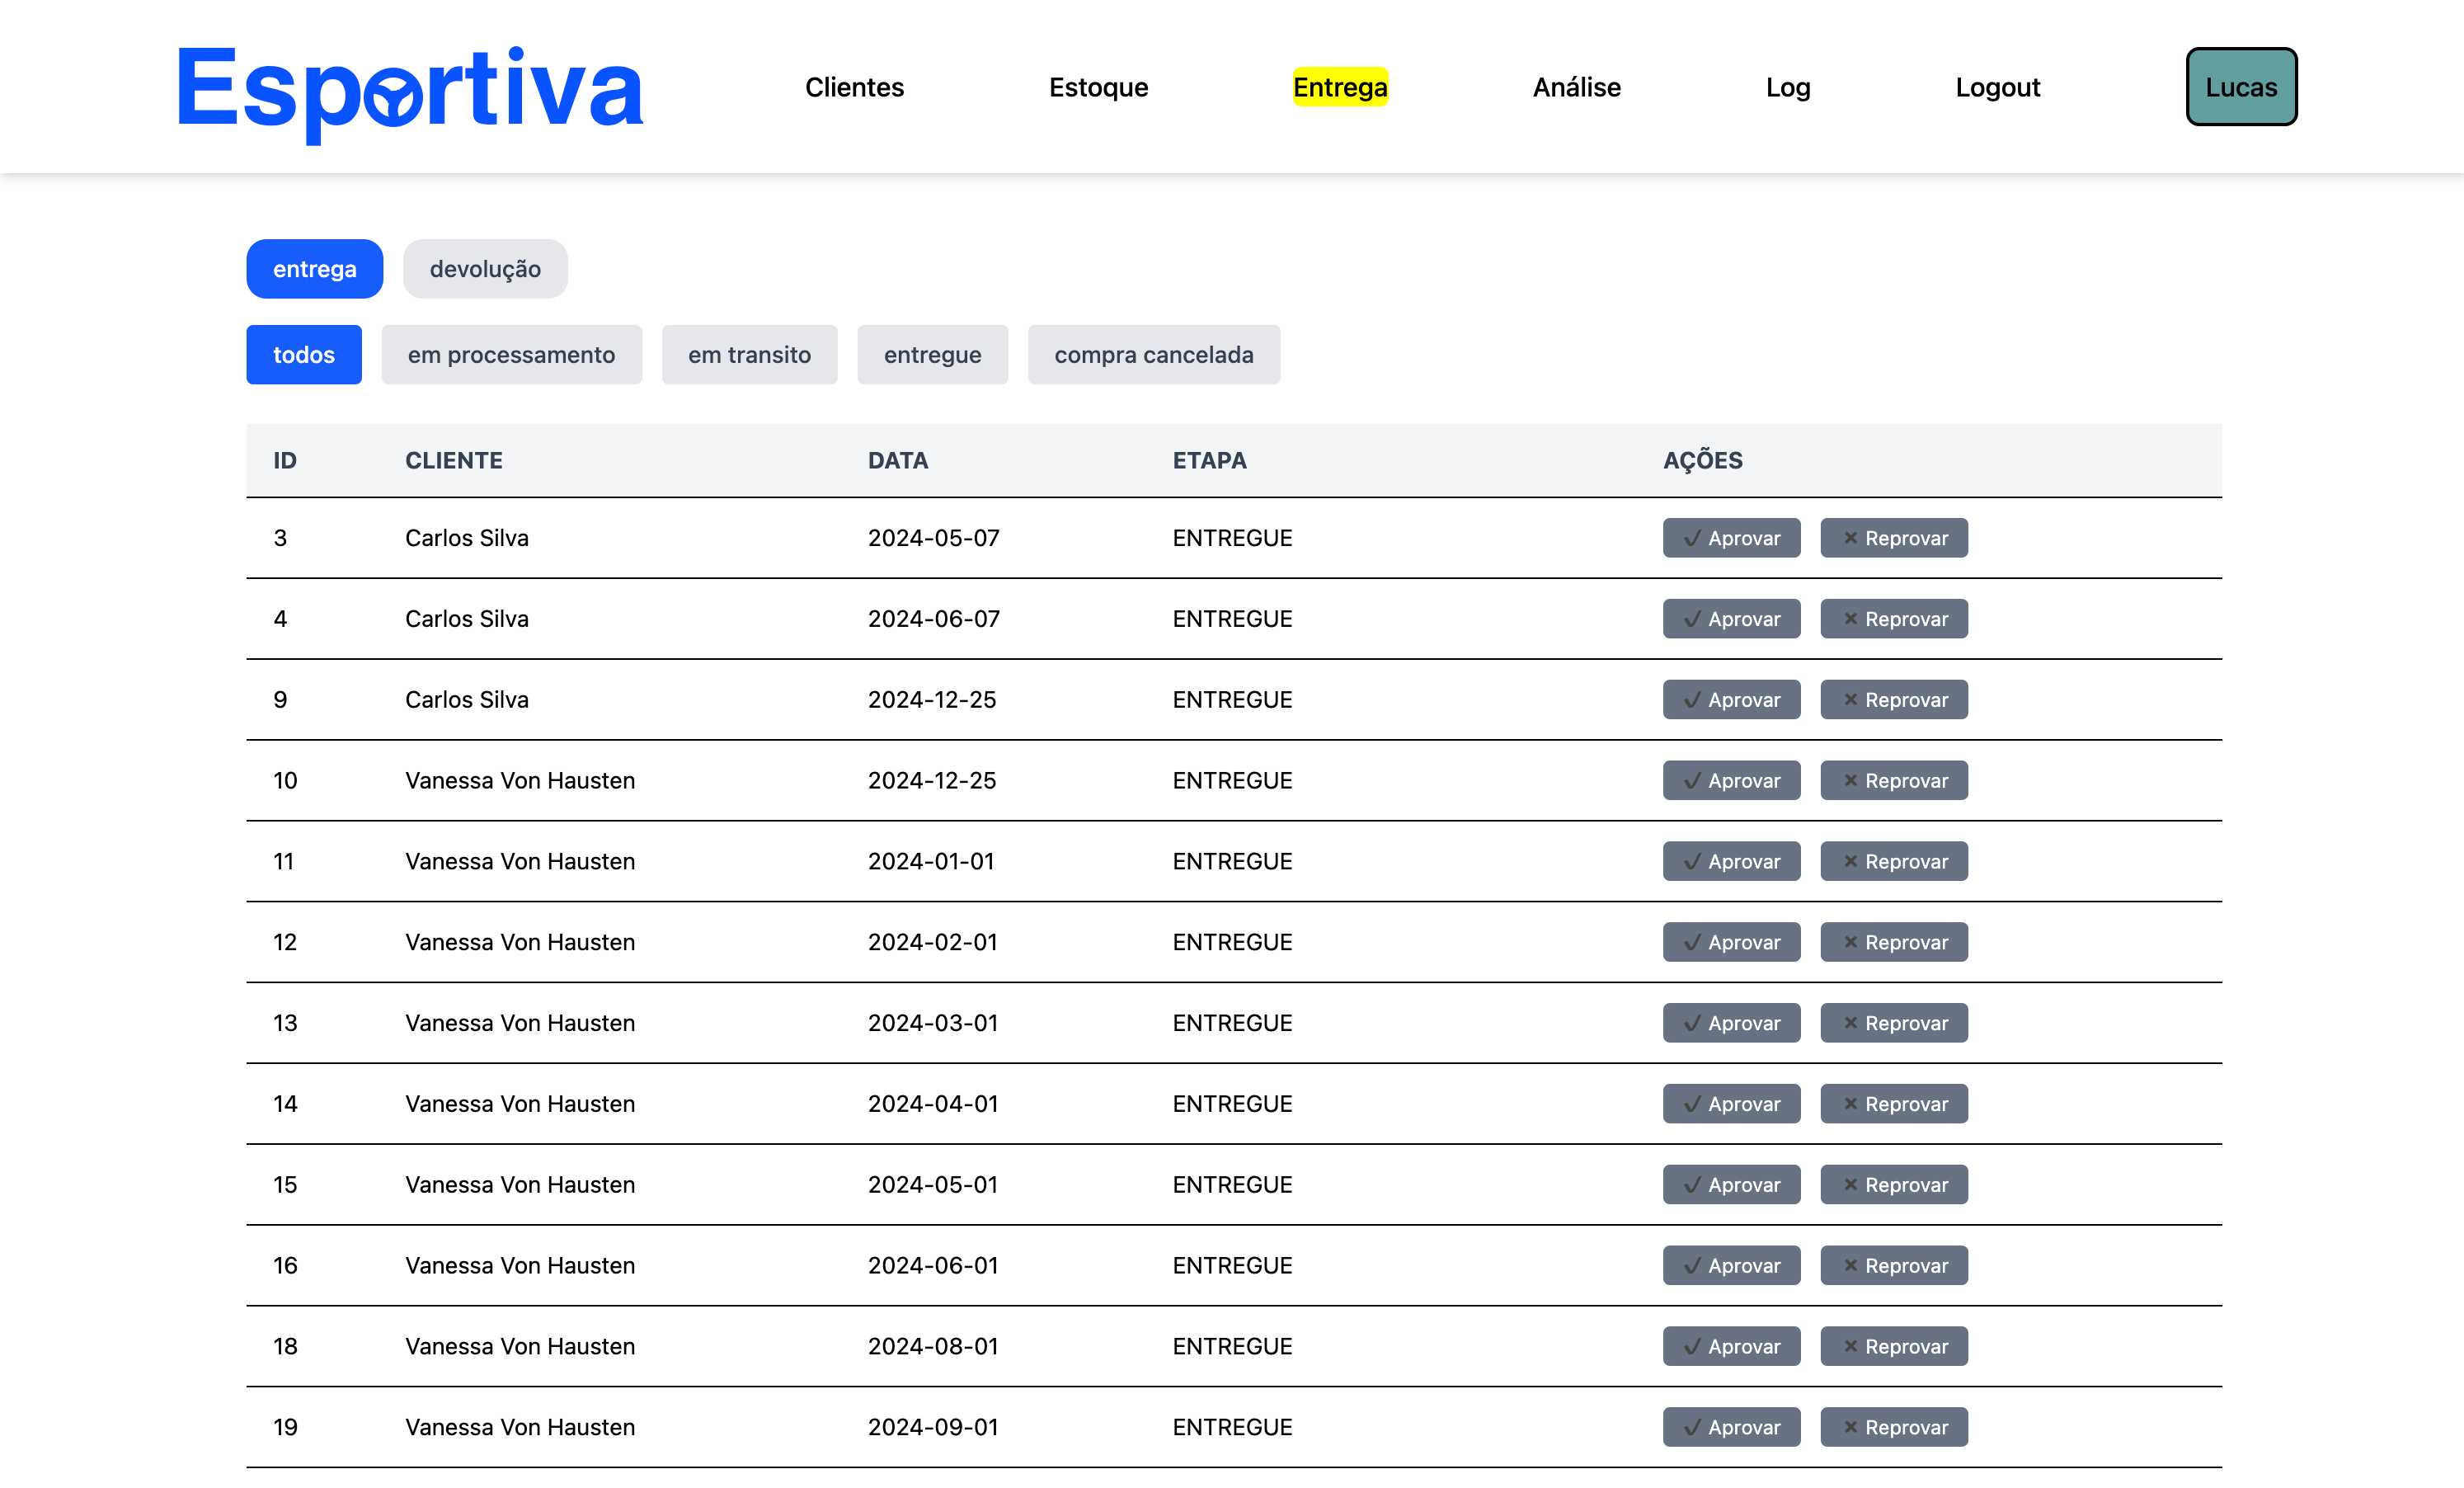 Esportiva Clientes Estoque Entrega Análise Log Logout Lucas
entrega devolução
todos em processamento em transito entregue compra cancelada
ID CLIENTE DATA ETAPA AÇÕES
3 Carlos Silva 2024-05-07 ENTREGUE ✓ Aprovar × Reprovar
4 Carlos Silva 2024-06-07 ENTREGUE ✓ Aprovar × Reprovar
9 Carlos Silva 2024-12-25 ENTREGUE ✓ Aprovar × Reprovar
10 Vanessa Von Hausten 2024-12-25 ENTREGUE ✓ Aprovar × Reprovar
11 Vanessa Von Hausten 2024-01-01 ENTREGUE ✓ Aprovar × Reprovar
12 Vanessa Von Hausten 2024-02-01 ENTREGUE ✓ Aprovar × Reprovar
13 Vanessa Von Hausten 2024-03-01 ENTREGUE ✓ Aprovar × Reprovar
14 Vanessa Von Hausten 2024-04-01 ENTREGUE ✓ Aprovar × Reprovar
15 Vanessa Von Hausten 2024-05-01 ENTREGUE ✓ Aprovar × Reprovar
16 Vanessa Von Hausten 2024-06-01 ENTREGUE ✓ Aprovar × Reprovar
18 Vanessa Von Hausten 2024-08-01 ENTREGUE ✓ Aprovar × Reprovar
19 Vanessa Von Hausten 2024-09-01 ENTREGUE ✓ Aprovar × Reprovar